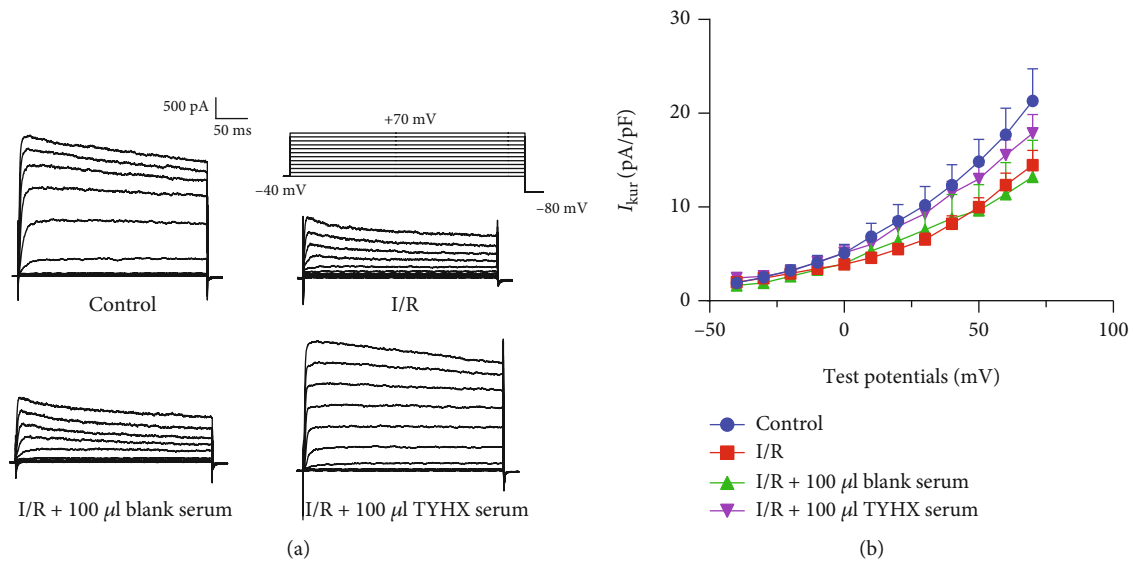 500 pA
50 ms
+70 mV
−40 mV
−80 mV
Control
I/R
I/R + 100 μl blank serum
I/R + 100 μl TYHX serum
(a)
30
20
10
0
I_kur (pA/pF)
−50
0
50
100
Test potentials (mV)
Control
I/R
I/R + 100 μl blank serum
I/R + 100 μl TYHX serum
(b)